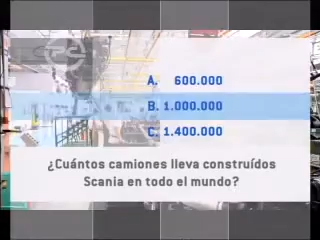 A. 600.000
B. 1.000.000
C. 1.400.000
¿Cuántos camiones lleva construídos
Scania en todo el mundo?